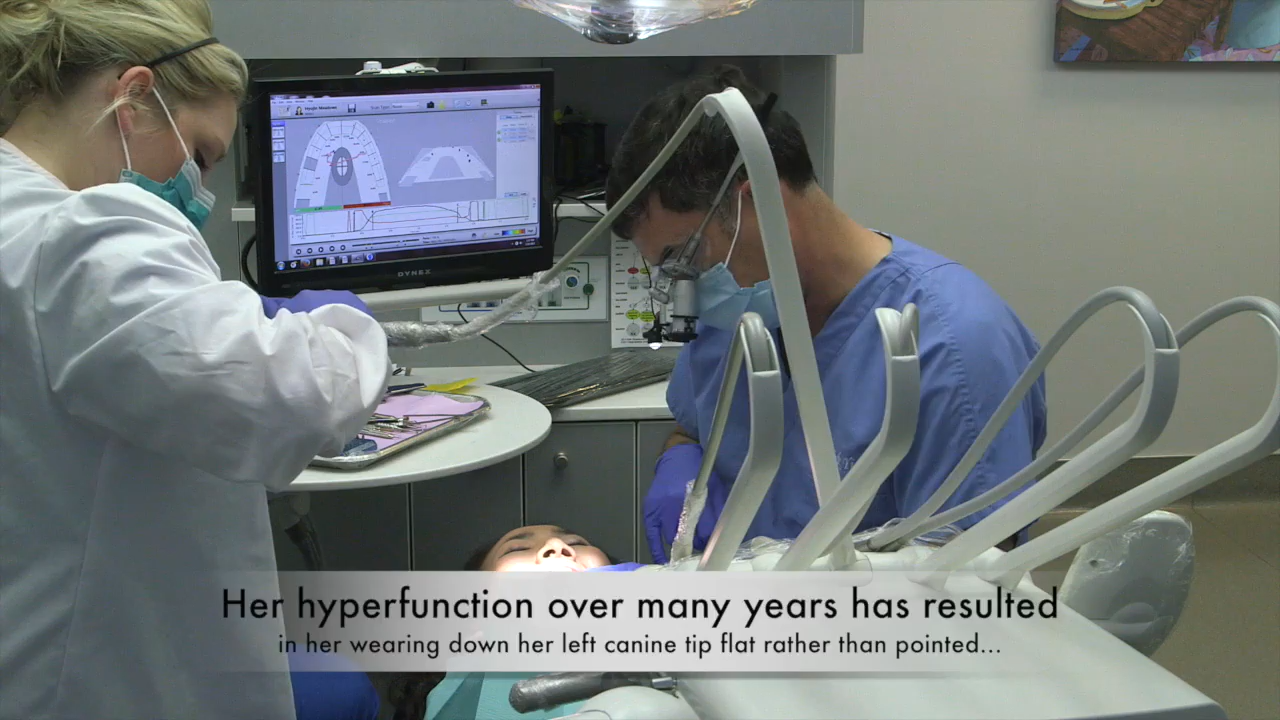 DYNEX
Her hyperfunction over many years has resulted
in her wearing down her left canine tip flat rather than pointed...